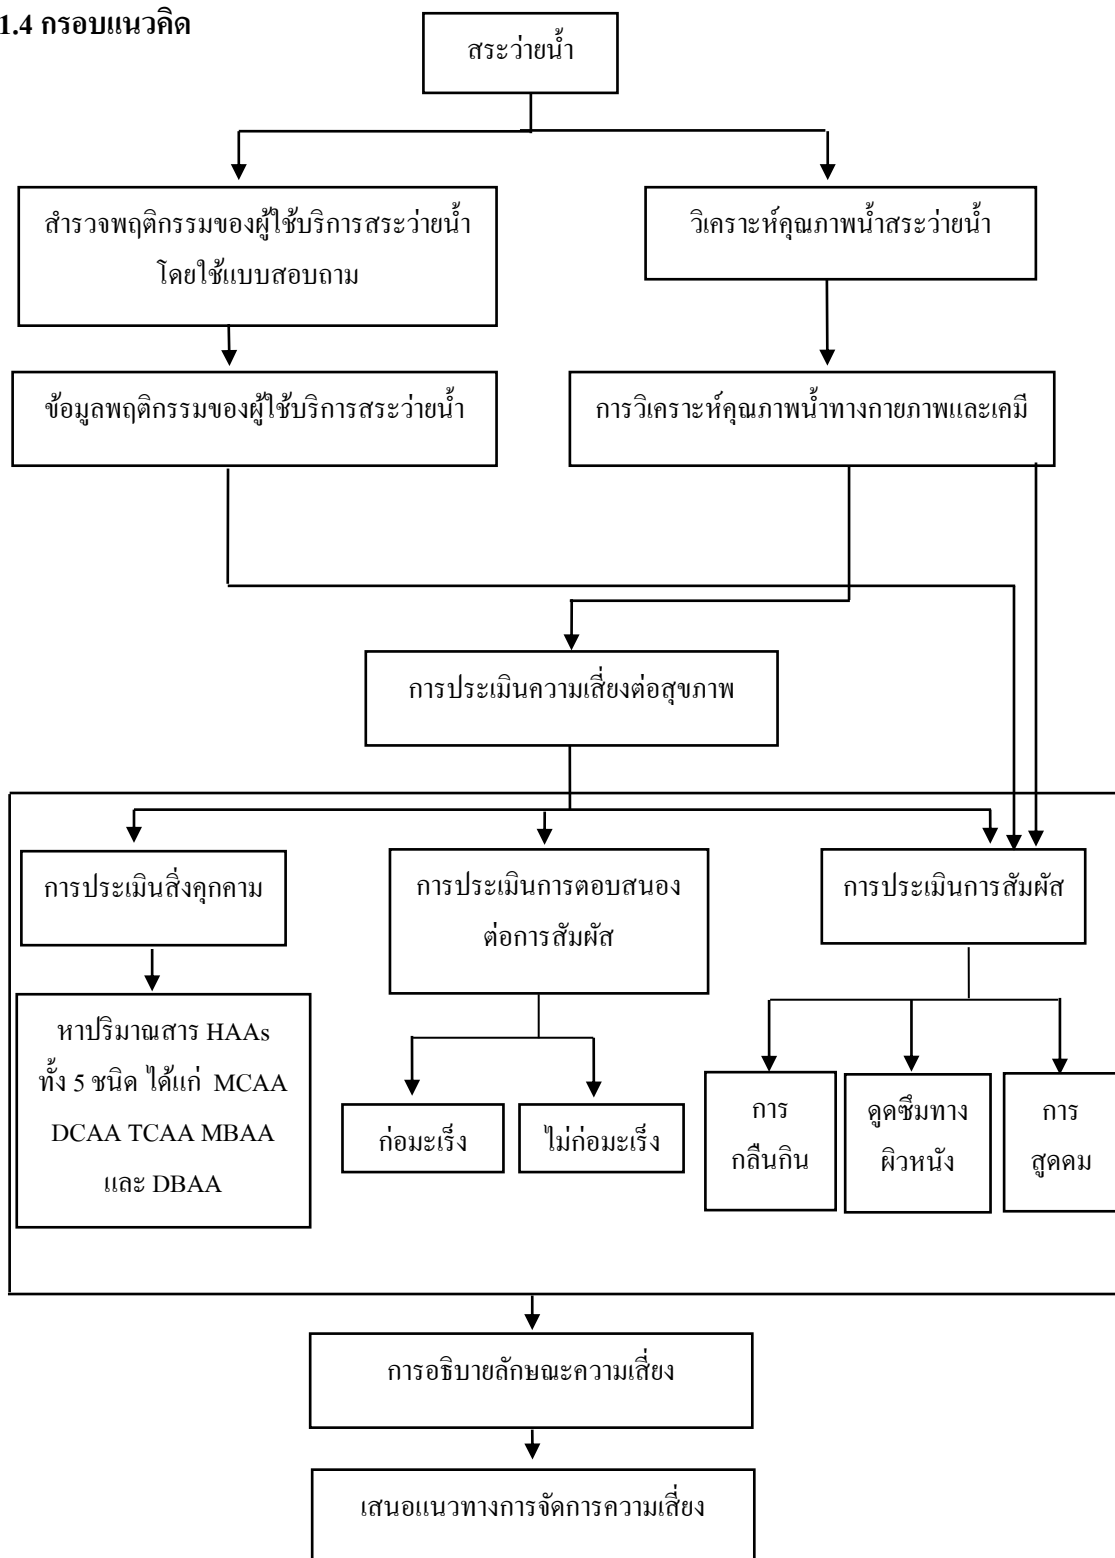 1.4 กรอบแนวคิด
สระว่ายน้ำ
สำรวจพฤติกรรมของผู้ใช้บริการสระว่ายน้ำ
โดยใช้แบบสอบถาม
วิเคราะห์คุณภาพน้ำสระว่ายน้ำ
ข้อมูลพฤติกรรมของผู้ใช้บริการสระว่ายน้ำ
การวิเคราะห์คุณภาพน้ำทางกายภาพและเคมี
การประเมินความเสี่ยงต่อสุขภาพ
การประเมินสิ่งคุกคาม
การประเมินการตอบสนอง
ต่อการสัมผัส
การประเมินการสัมผัส
หาปริมาณสาร HAAs
ทั้ง 5 ชนิด ได้แก่ MCAA
DCAA TCAA MBAA
และ DBAA
ก่อมะเร็ง
ไม่ก่อมะเร็ง
การ
กลืนกิน
ดูดซึมทาง
ผิวหนัง
การ
สูดดม
การอธิบายลักษณะความเสี่ยง
เสนอแนวทางการจัดการความเสี่ยง